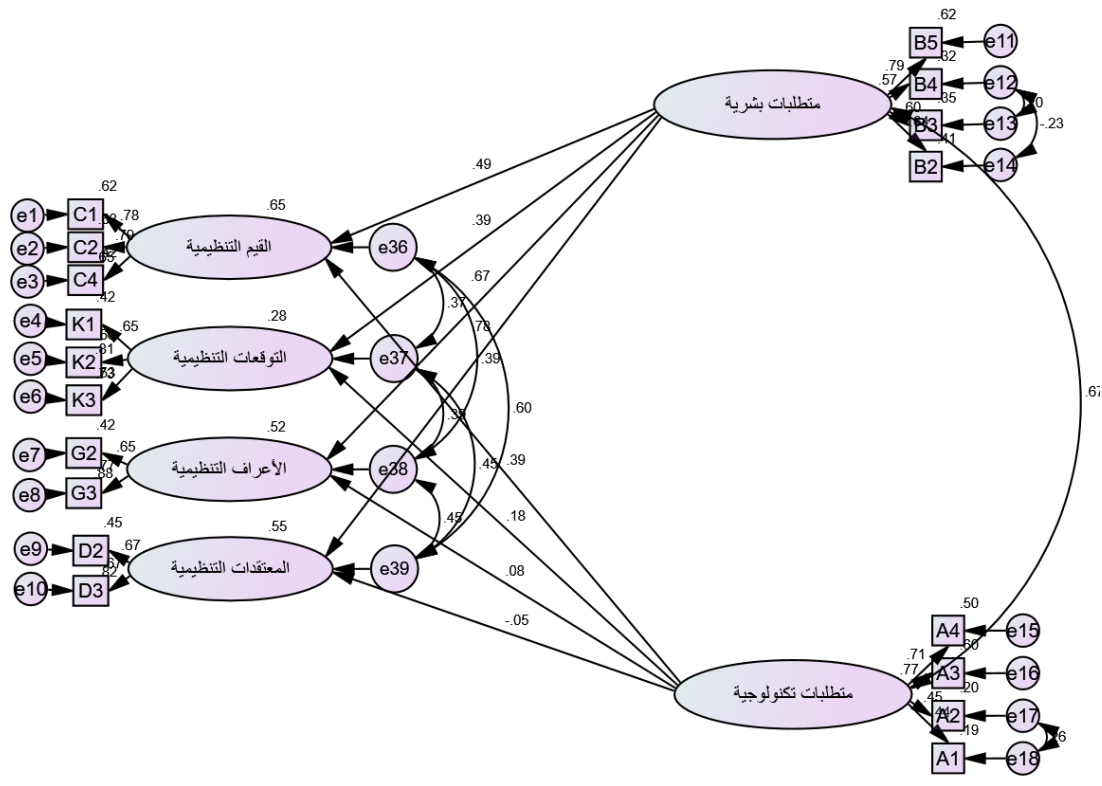 .62
B5
e11
.79
.32
.57
B4
e12
متطلبات بشرية
.35
0
.60
B3
e13
-.23
.41
B2
e14
.49
.62
C1
e1
.78
.65
القيم التنظيمية
e36
.39
C2
e2
.79
C4
e3
.65
.67
.42
K1
e4
.65
.28
.37
.78
K2
e5
.81
التوقعات التنظيمية
e37
.39
K3
e6
.67
.60
.42
G2
e7
.65
.52
.45
.39
G3
e8
.88
الأعراف التنظيمية
e38
.18
.45
.45
D2
e9
.67
.55
D3
e10
.82
المعتقدات التنظيمية
e39
.08
-.05
.50
A4
e15
.71
.60
.77
A3
e16
متطلبات تكنولوجية
.20
.45
A2
e17
.44
.19
A1
e18